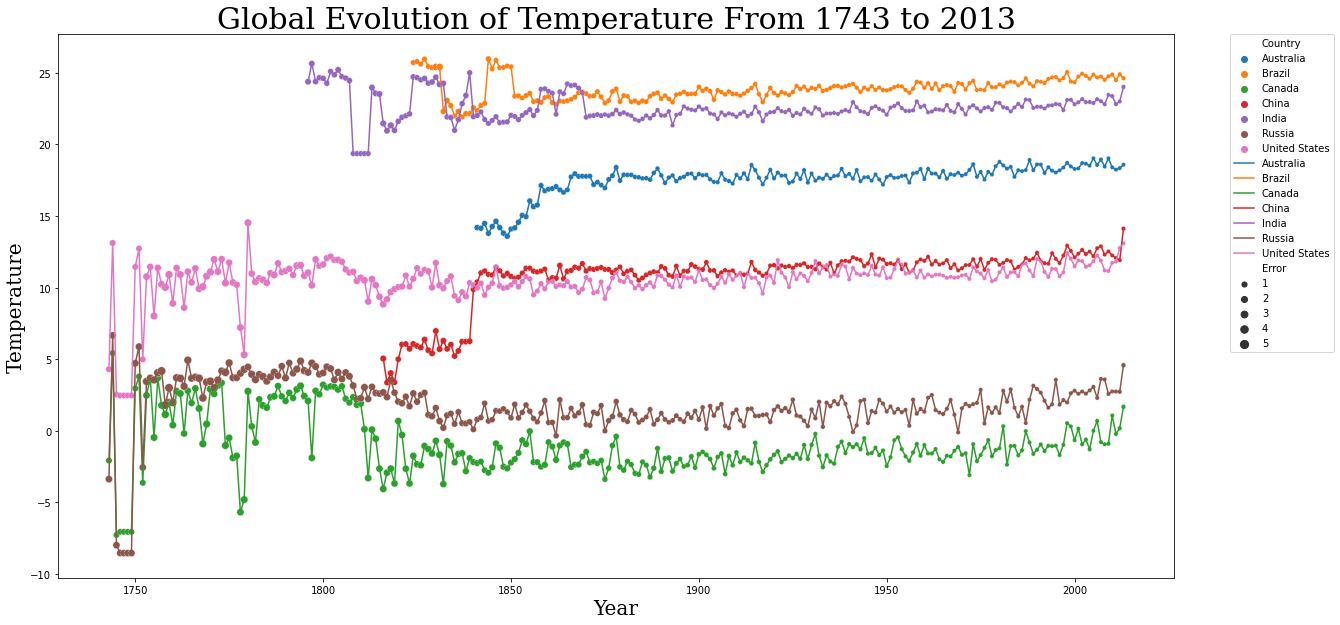 Global Evolution of Temperature From 1743 to 2013
Temperature
25
20
15
10
5
0
−5
−10
1750
1800
1850
1900
1950
2000
Year
Country
Australia
Brazil
Canada
China
India
Russia
United States
Australia
Brazil
Canada
China
India
Russia
United States
Error
1
2
3
4
5